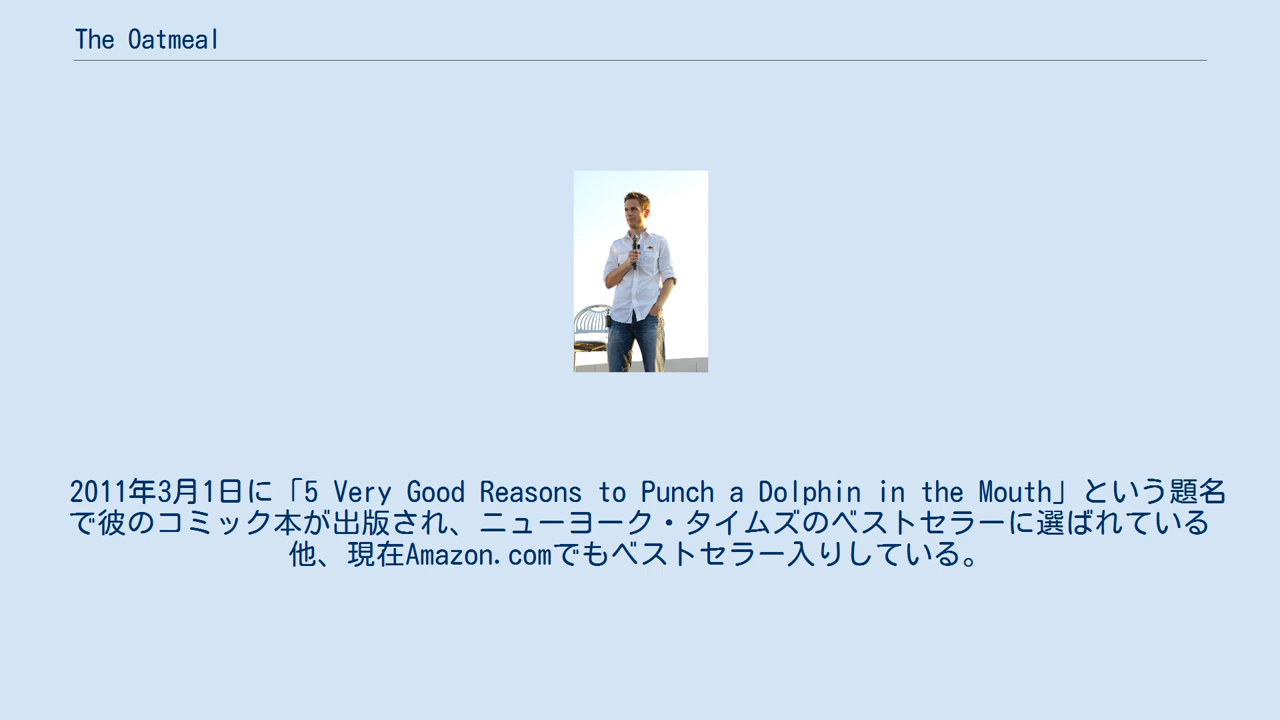 The Oatmeal
2011年3月1日に「5 Very Good Reasons to Punch a Dolphin in the Mouth」という題名
で彼のコミック本が出版され、ニューヨーク・タイムズのベストセラーに選ばれている
他、現在Amazon.comでもベストセラー入りしている。